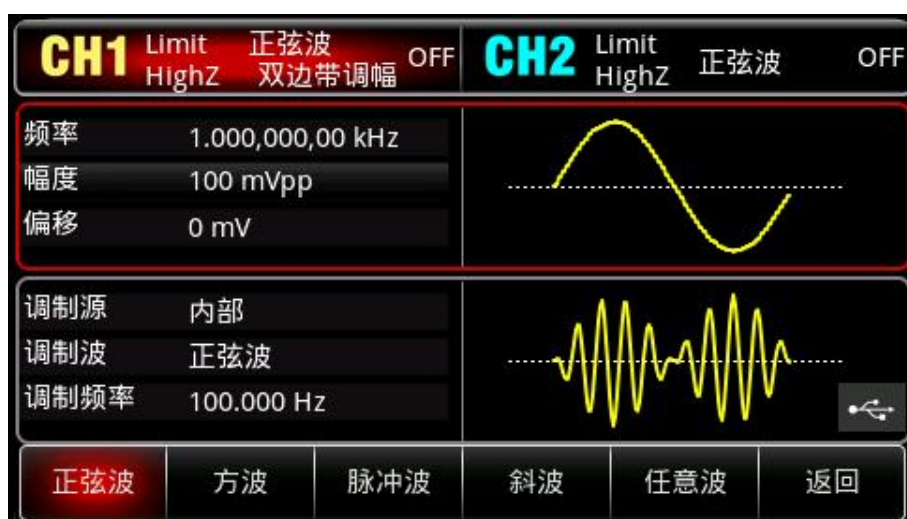 CH1 Limit 正弦波 OFF CH2 Limit 正弦波 OFF
HighZ 双边带调幅 HighZ
频率 1.000,000,00 kHz
幅度 100 mVpp
偏移 0 mV
调制源 内部
调制波 正弦波
调制频率 100.000 Hz
正弦波 方波 脉冲波 斜波 任意波 返回